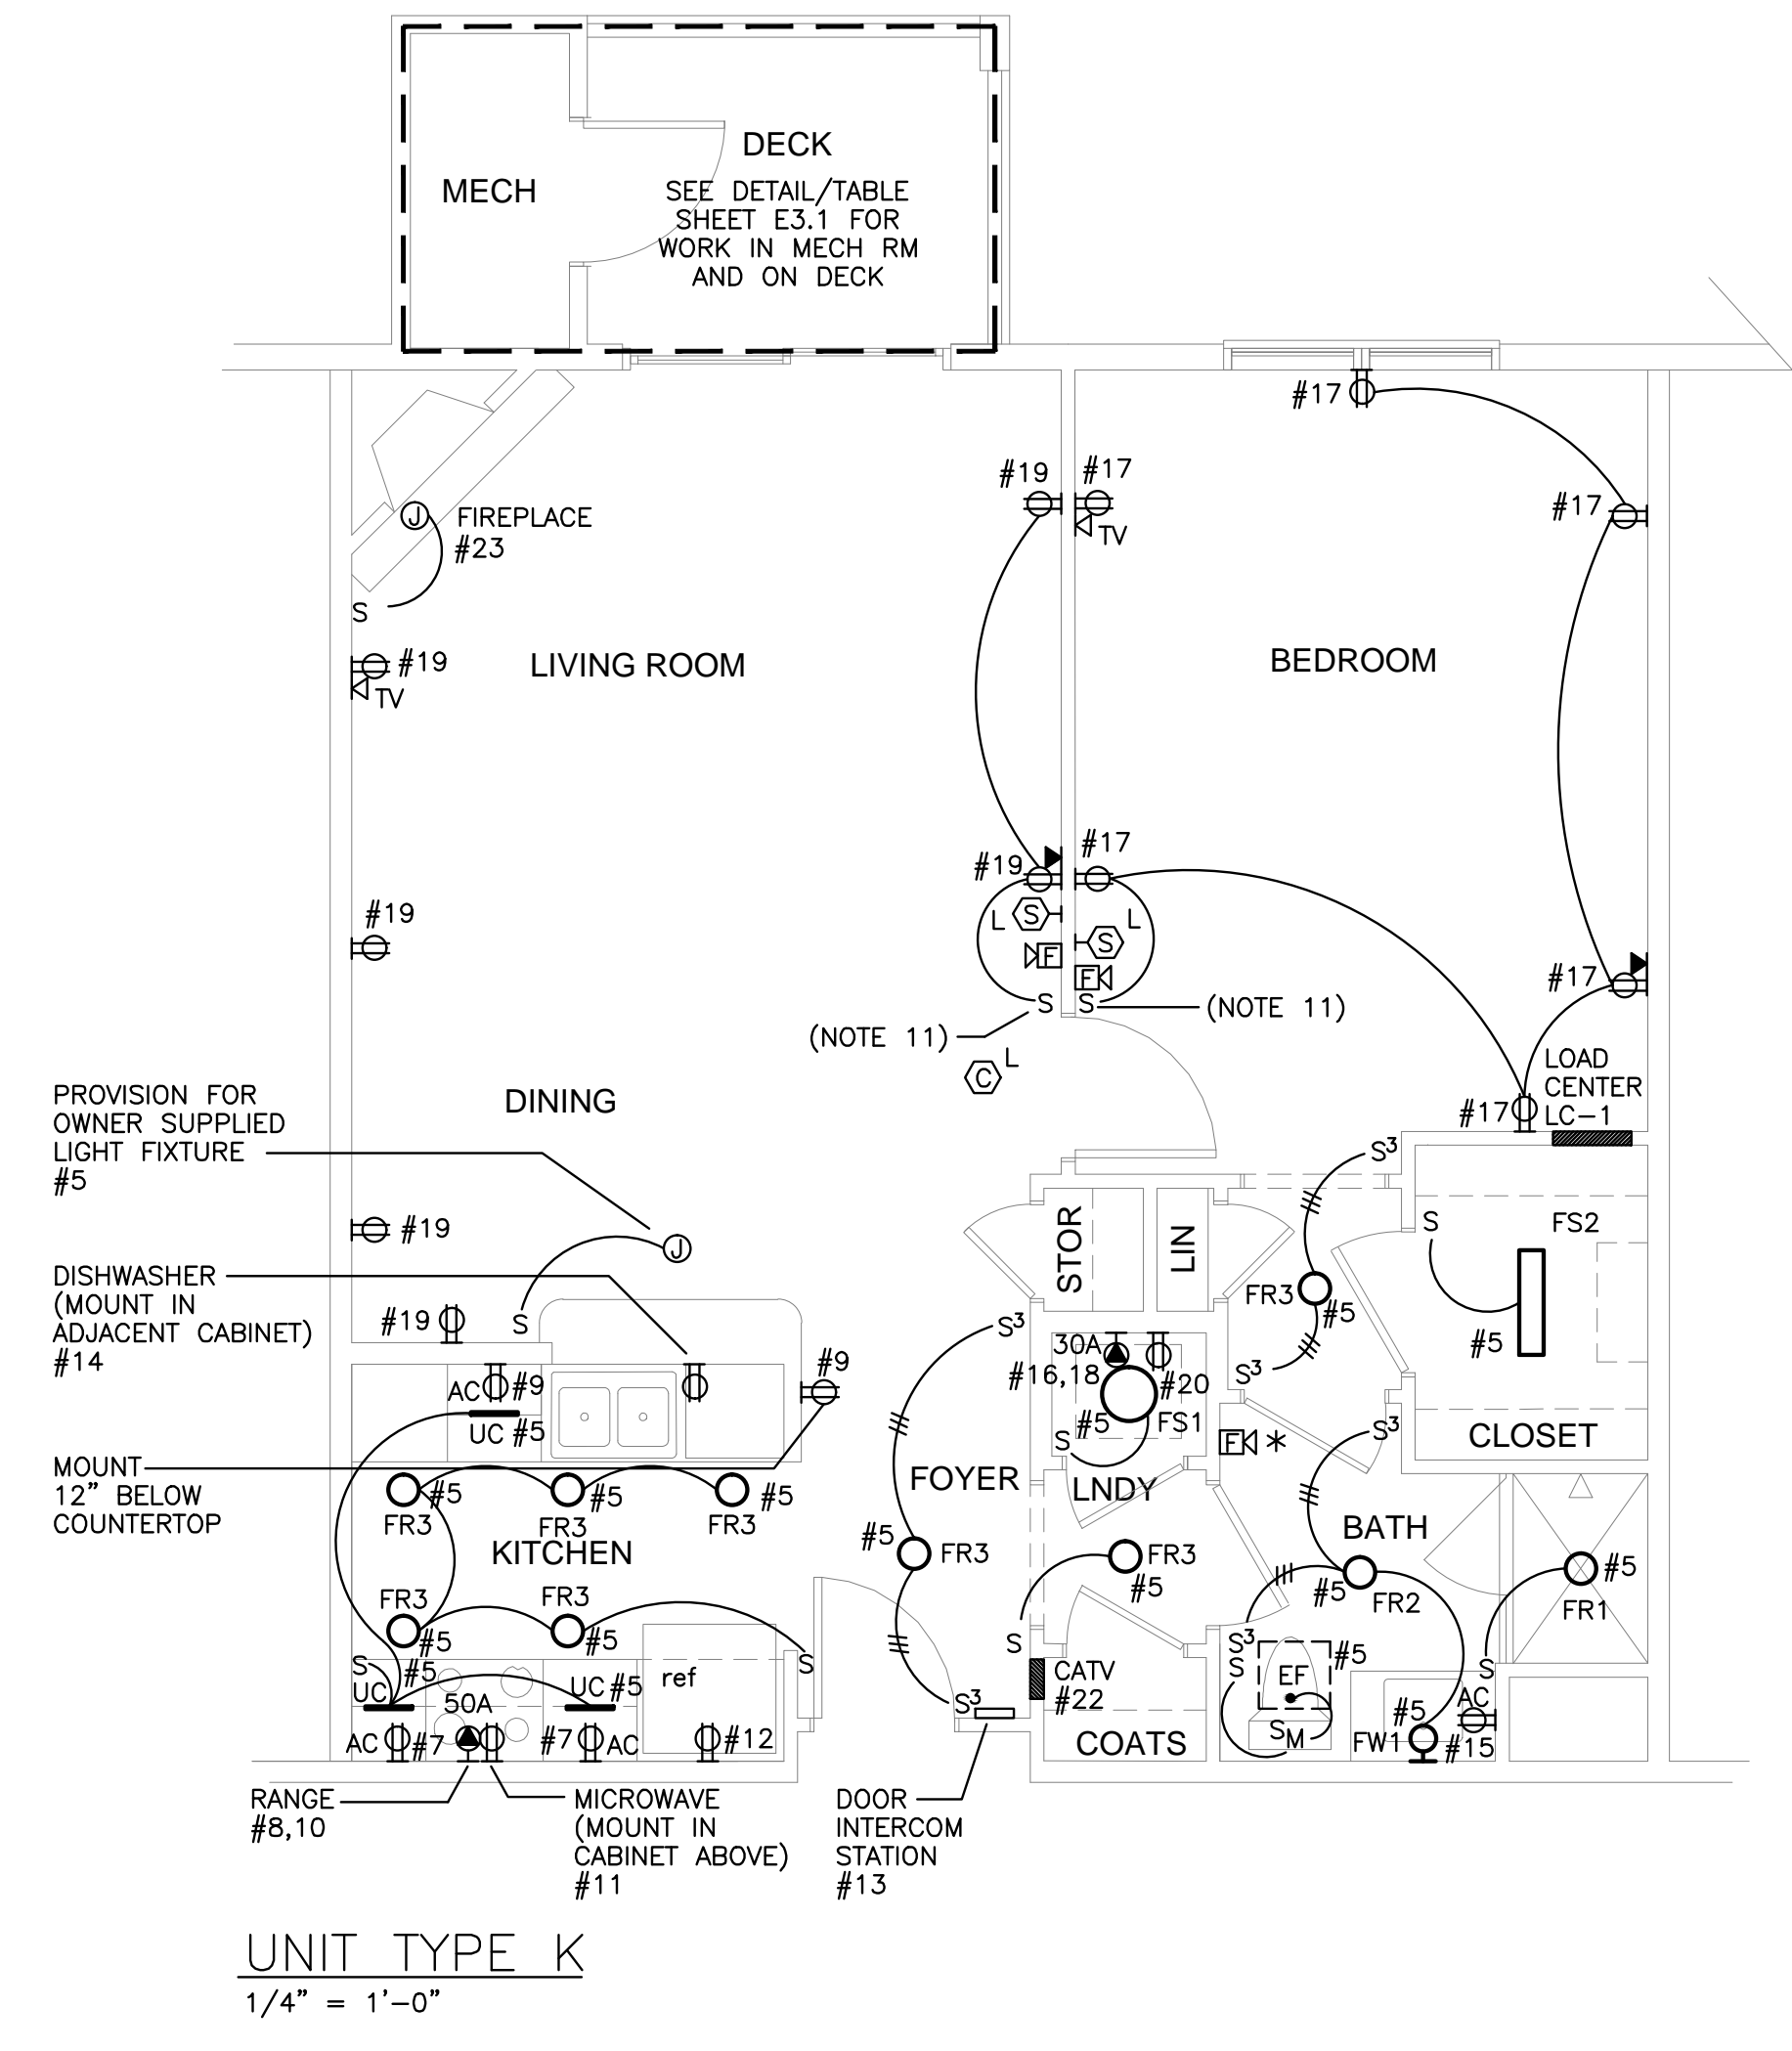 DECK
MECH
SEE DETAIL/TABLE
SHEET E3.1 FOR
WORK IN MECH RM
AND ON DECK
#17
#19
#17
TV
#17
FIREPLACE
#23
S
#19
TV
LIVING ROOM
BEDROOM
#19
#17
L
S
S
L
F
F
S
S
(NOTE 11)
(NOTE 11)
#19
#17
C
L
J
LOAD
CENTER
LC-1
#17
DINING
PROVISION FOR
OWNER SUPPLIED
LIGHT FIXTURE
#5
J
S
#19
DISHWASHER
(MOUNT IN
ADJACENT CABINET)
#14
#19
#9
AC
#9
UC
#5
MOUNT
12" BELOW
COUNTERTOP
S3
STOR
LIN
S
FS2
#5
FR3
#5
S3
S3
30A
#16,18
#20
#5
FS1
S
F
*
S3
CLOSET
FOYER
LNDY
#5
#5
#5
FR3
FR3
FR3
KITCHEN
#5
FR3
FR3
#5
BATH
#5
FR2
#5
FR1
FR3
FR3
#5
#5
S
S
S3
S
EF
#5
SM
S
UC
#5
UC
#5
ref
50A
AC
#7
#7
AC
#12
S3
CATV
#22
COATS
#5
FW1
AC
#15
S
RANGE
#8,10
MICROWAVE
(MOUNT IN
CABINET ABOVE)
#11
DOOR
INTERCOM
STATION
#13
UNIT TYPE K
1/4" = 1'-0"